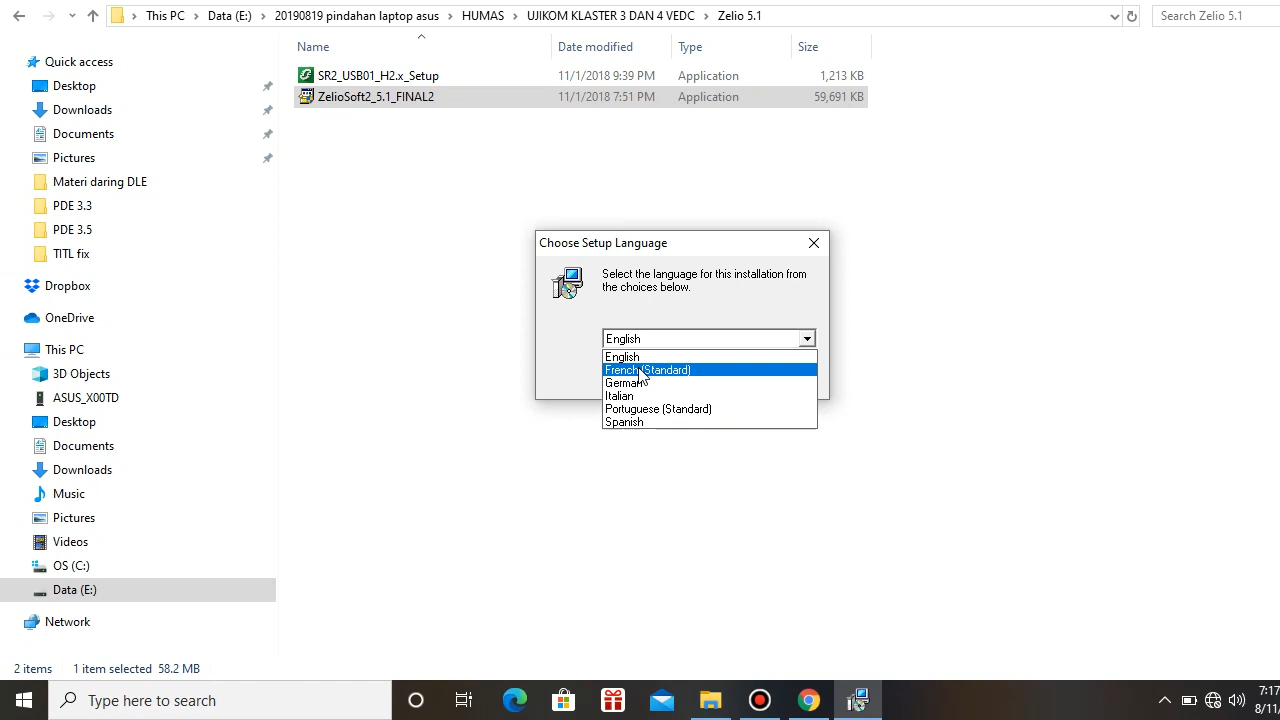 This PC > Data (E:) > 20190819 pindahan laptop asus > HUMAS > UJIKOM KLASTER 3 DAN 4 VEDC > Zelio 5.1
Search Zelio 5.1
Name Date modified Type Size
SR2_USB01_H2.x_Setup 11/1/2018 9:39 PM Application 1,213 KB
ZelioSoft2_5.1_FINAL2 11/1/2018 7:51 PM Application 59,691 KB
Quick access
Desktop
Downloads
Documents
Pictures
Materi daring DLE
PDE 3.3
PDE 3.5
TITL fix
Dropbox
OneDrive
This PC
3D Objects
ASUS_X00TD
Desktop
Documents
Downloads
Music
Pictures
Videos
OS (C:)
Data (E:)
Network
Choose Setup Language
Select the language for this installation from
the choices below.
English
English
French (Standard)
German
Italian
Portuguese (Standard)
Spanish
2 items 1 item selected 58.2 MB
Type here to search
7:17
8/11/